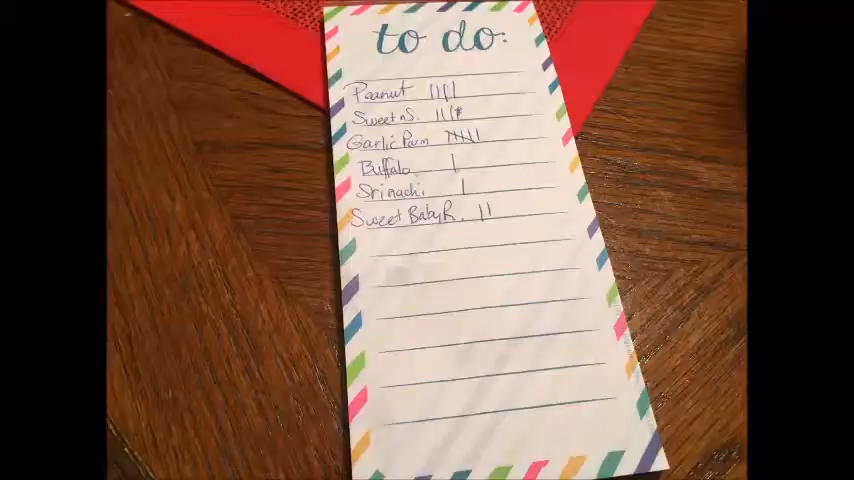 to do:
Peanut ||||
Sweet n S. ||||
Garlic Parm
Buffalo |
Sriracha |
Sweet Baby R. ||